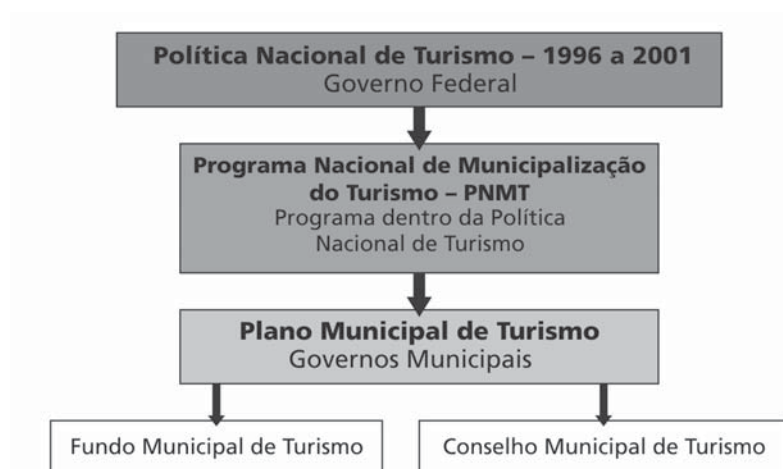 Política Nacional de Turismo – 1996 a 2001
Governo Federal
Programa Nacional de Municipalização
do Turismo – PNMT
Programa dentro da Política
Nacional de Turismo
Plano Municipal de Turismo
Governos Municipais
Fundo Municipal de Turismo
Conselho Municipal de Turismo